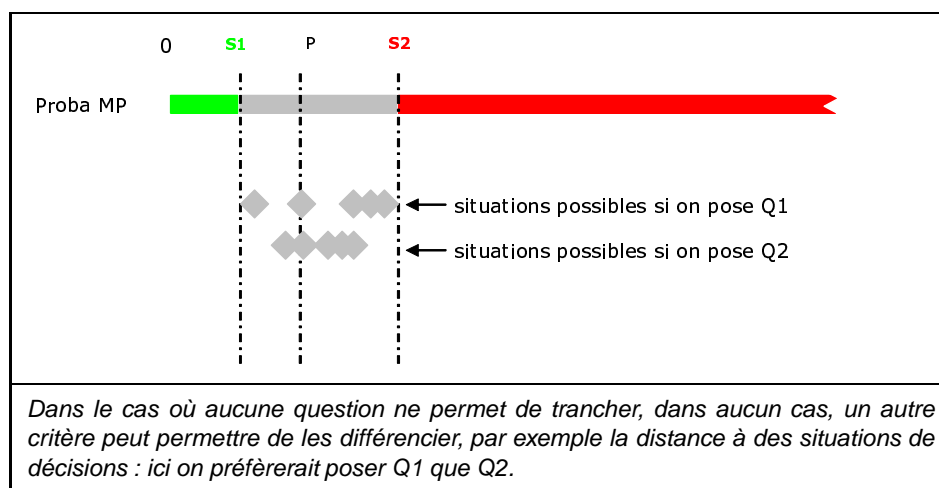 0 S1 P S2
Proba MP
situations possibles si on pose Q1
situations possibles si on pose Q2
Dans le cas où aucune question ne permet de trancher, dans aucun cas, un autre
critère peut permettre de les différencier, par exemple la distance à des situations de
décisions : ici on préfèrerait poser Q1 que Q2.